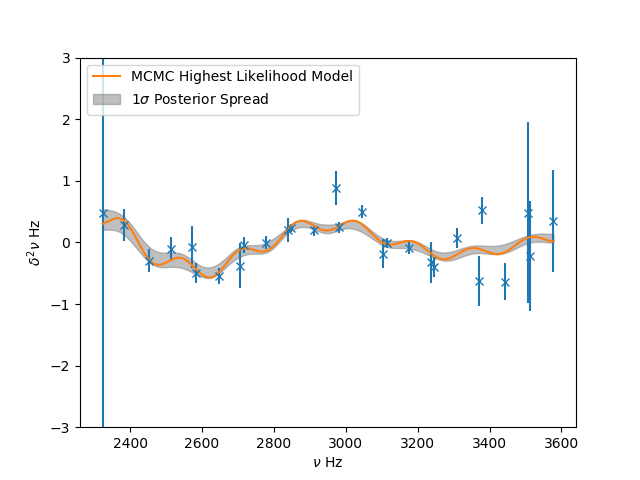 3
2
1
0
−1
−2
−3
δ²ν Hz
MCMC Highest Likelihood Model
1σ Posterior Spread
2400 2600 2800 3000 3200 3400 3600
ν Hz